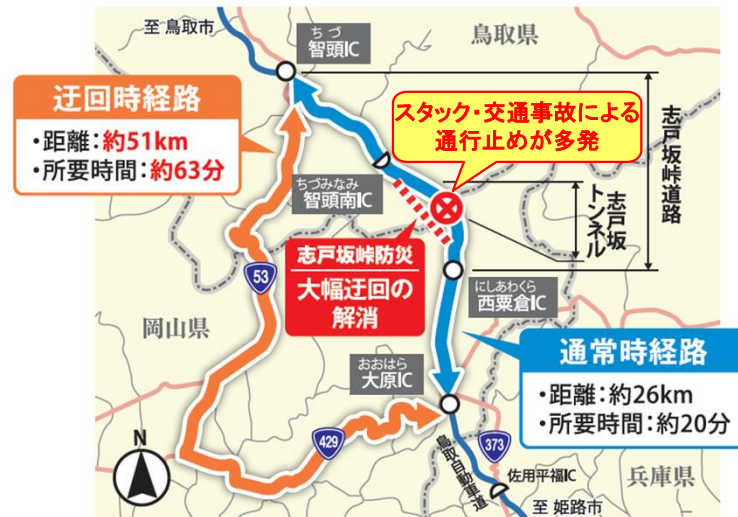 至 鳥取市
ちづ
智頭IC
鳥取県
迂回時経路
・距離：約51km
・所要時間：約63分
スタック・交通事故による
通行止めが多発
志戸坂峠道路
志戸坂
トンネル
ちづみなみ
智頭南IC
志戸坂峠防災
大幅迂回の
解消
53
にしあわくら
西粟倉IC
岡山県
通常時経路
・距離：約26km
・所要時間：約20分
おおはら
大原IC
N
429
373
鳥取自動車道
佐用平福IC
兵庫県
至 姫路市